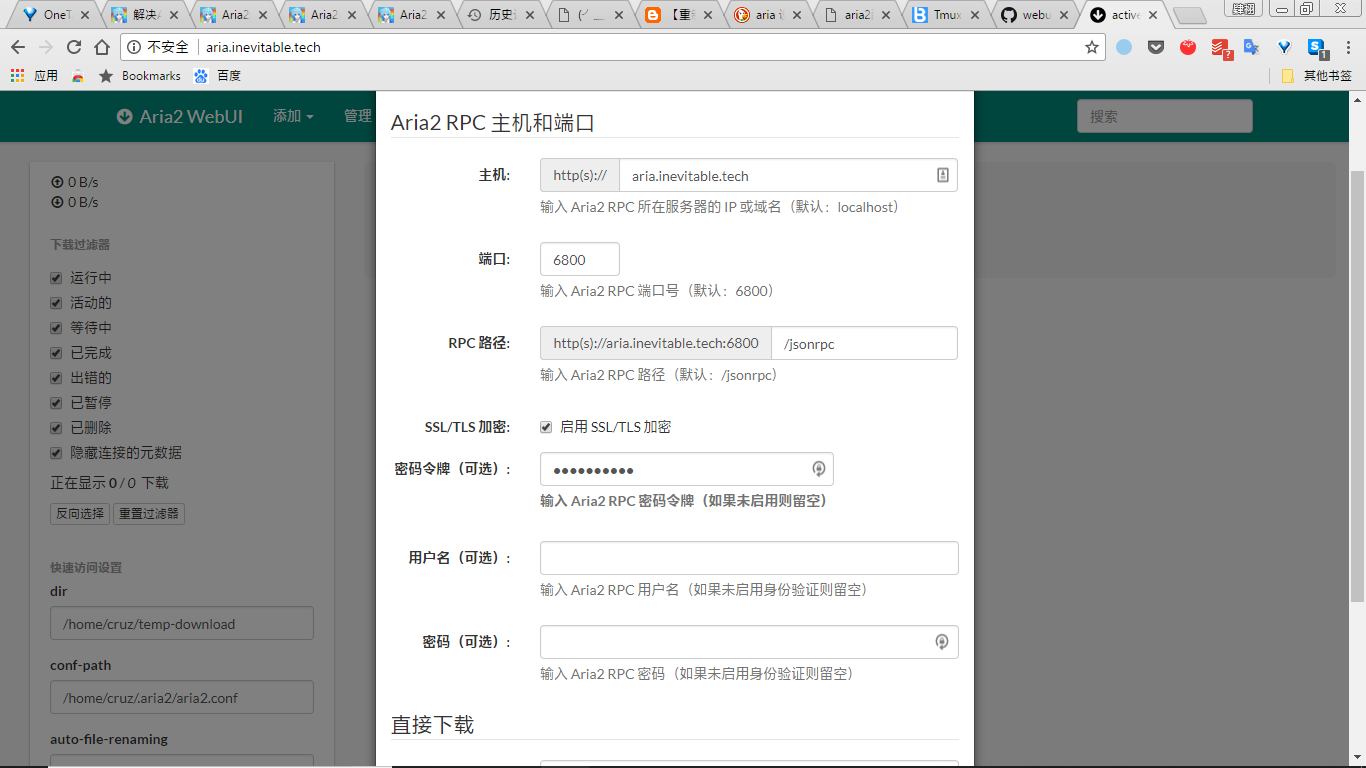 OneT
解决A
Aria2
Aria2
Aria2
历史记
【重
aria
aria2
Tmux
webu
active
不安全 | aria.inevitable.tech
应用
Bookmarks
百度
其他书签
Aria2 WebUI
添加
管理
搜索
0 B/s
0 B/s
下载过滤器
运行中
活动的
等待中
已完成
出错的
已暂停
已删除
隐藏连接的元数据
正在显示 0 / 0 下载
反向选择 重置过滤器
快速访问设置
dir
/home/cruz/temp-download
conf-path
/home/cruz/.aria2/aria2.conf
auto-file-renaming
Aria2 RPC 主机和端口
主机: http(s):// aria.inevitable.tech
输入 Aria2 RPC 所在服务器的 IP 或域名（默认：localhost）
端口: 6800
输入 Aria2 RPC 端口号（默认：6800）
RPC 路径: http(s)://aria.inevitable.tech:6800 /jsonrpc
输入 Aria2 RPC 路径（默认：/jsonrpc）
SSL/TLS 加密: 启用 SSL/TLS 加密
密码令牌（可选）: ••••••••••
输入 Aria2 RPC 密码令牌（如果未启用则留空）
用户名（可选）:
输入 Aria2 RPC 用户名（如果未启用身份验证则留空）
密码（可选）:
输入 Aria2 RPC 密码（如果未启用身份验证则留空）
直接下载